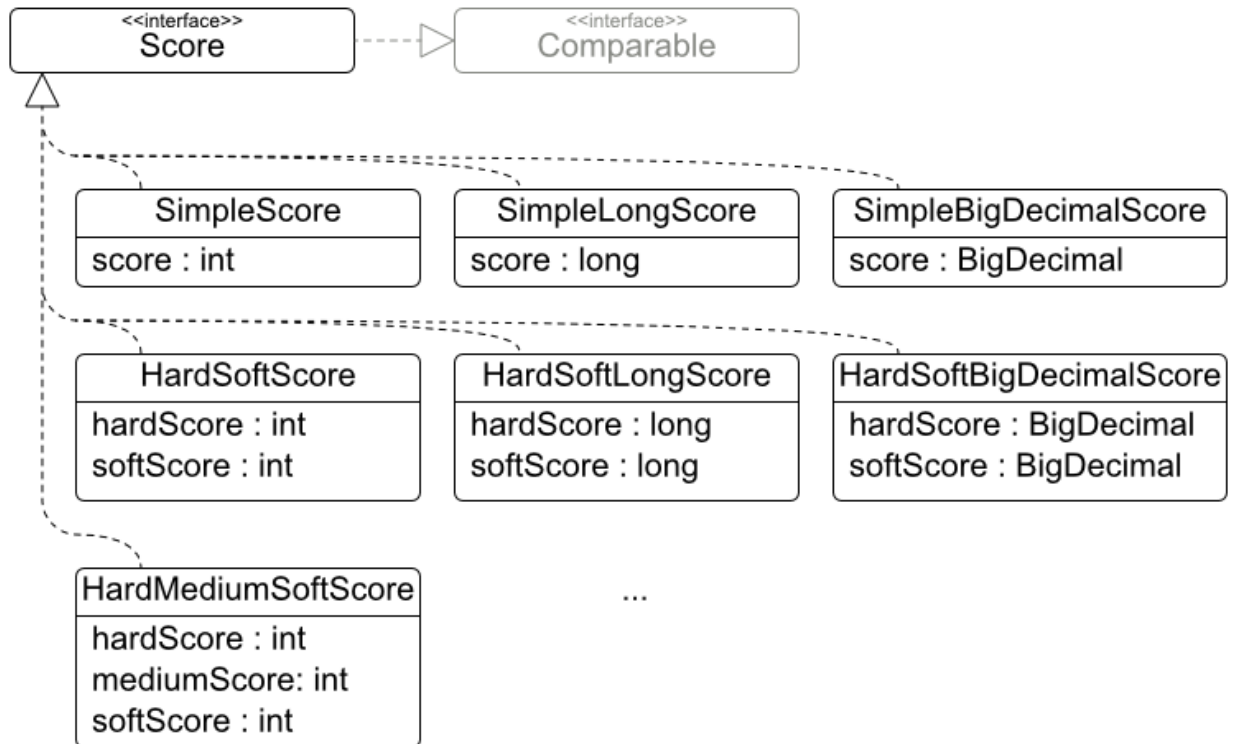 <<interface>>
Score
<<interface>>
Comparable
SimpleScore
score : int
SimpleLongScore
score : long
SimpleBigDecimalScore
score : BigDecimal
HardSoftScore
hardScore : int
softScore : int
HardSoftLongScore
hardScore : long
softScore : long
HardSoftBigDecimalScore
hardScore : BigDecimal
softScore : BigDecimal
HardMediumSoftScore
hardScore : int
mediumScore: int
softScore : int
...